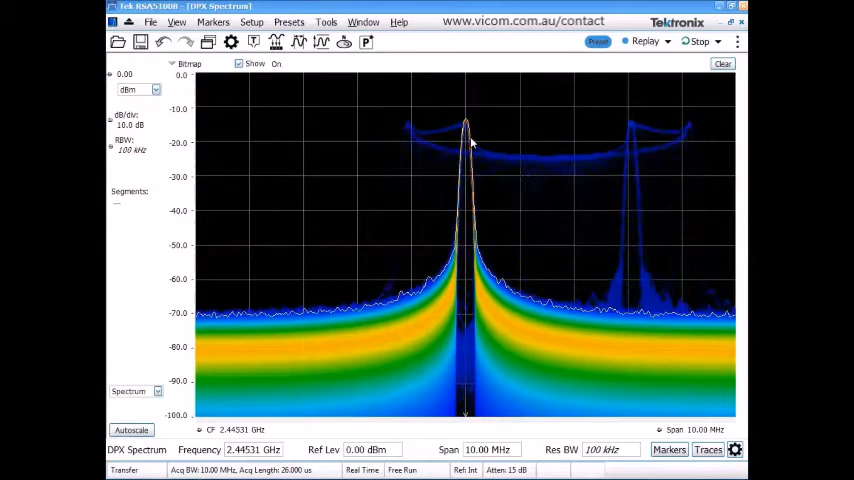 Tek RSA5100B - [DPX Spectrum]
File View Markers Setup Presets Tools Window Help
www.vicom.com.au/contact
Tektronix
Preset Replay Stop
Bitmap Show On Clear
0.00
dBm
dB/div:
10.0 dB
RBW:
100 kHz
Segments:
0.0
-10.0
-20.0
-30.0
-40.0
-50.0
-60.0
-70.0
-80.0
-90.0
-100.0
Spectrum
Autoscale
CF 2.44531 GHz
Span 10.00 MHz
DPX Spectrum Frequency 2.44531 GHz Ref Lev 0.00 dBm Span 10.00 MHz Res BW 100 kHz Markers Traces
Transfer Acq BW: 10.00 MHz, Acq Length: 26.000 us Real Time Free Run Ref: Int Atten: 15 dB